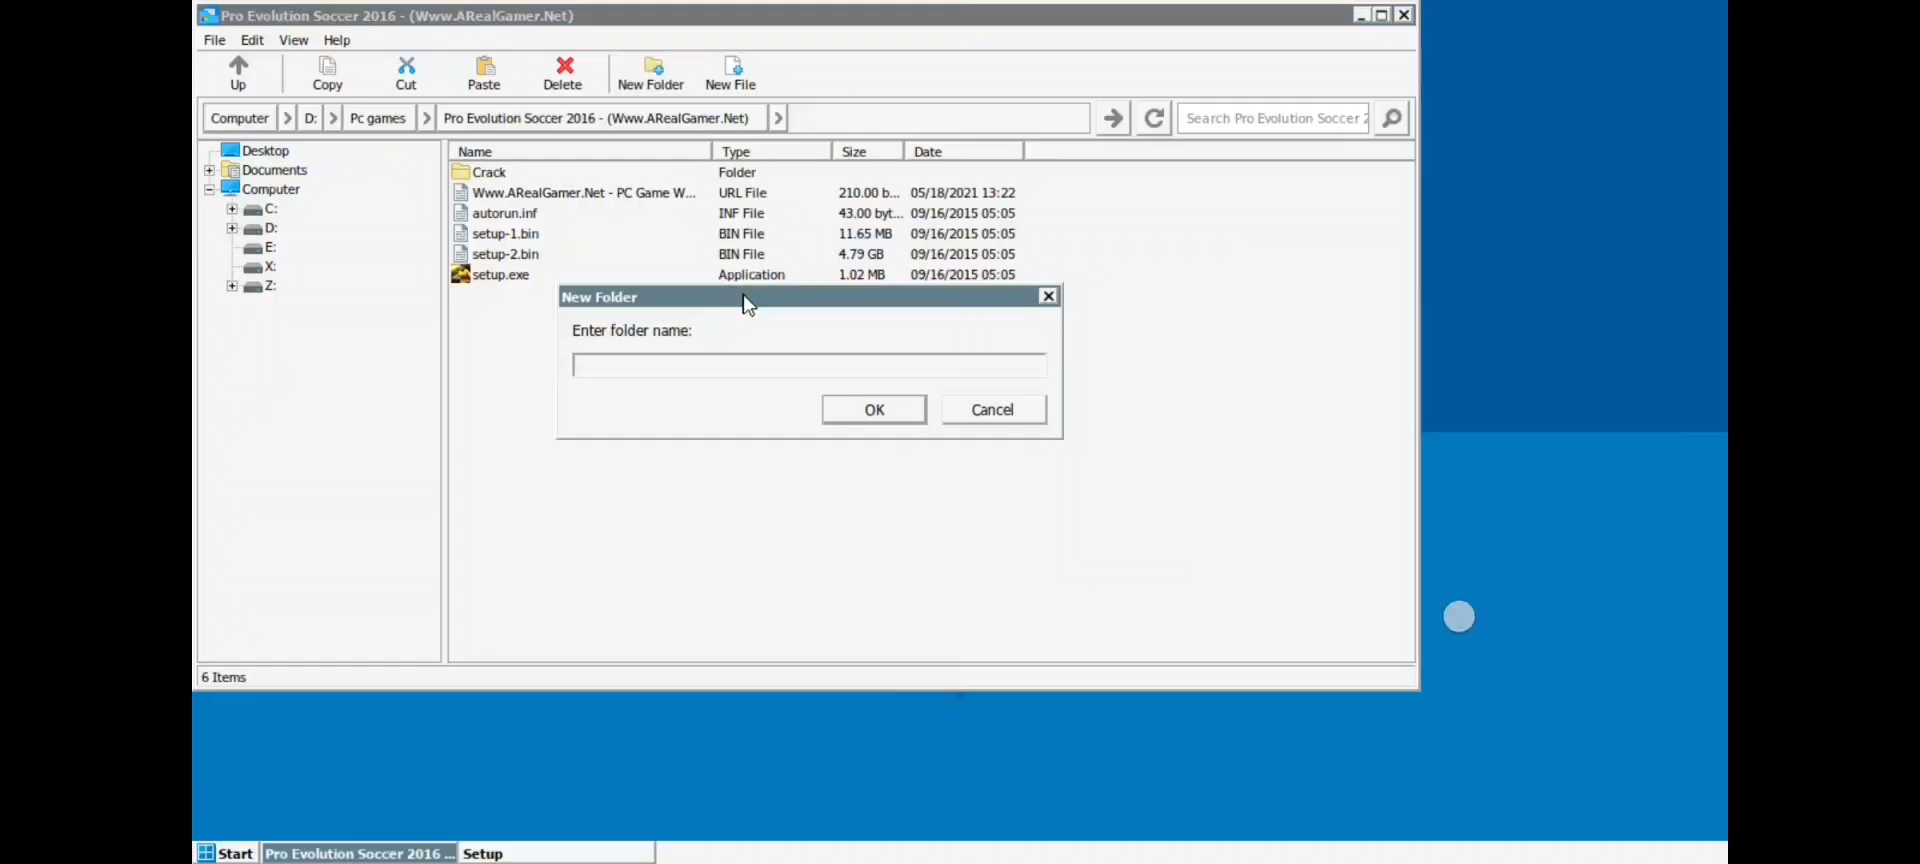 Pro Evolution Soccer 2016 - (Www.ARealGamer.Net)
File Edit View Help
Up Copy Cut Paste Delete New Folder New File
Computer D: Pc games Pro Evolution Soccer 2016 - (Www.ARealGamer.Net) Search Pro Evolution Soccer
Desktop
Documents
Computer
C:
D:
E:
X:
Z:
Name Type Size Date
Crack Folder
Www.ARealGamer.Net - PC Game W... URL File 210.00 b... 05/18/2021 13:22
autorun.inf INF File 43.00 byt... 09/16/2015 05:05
setup-1.bin BIN File 11.65 MB 09/16/2015 05:05
setup-2.bin BIN File 4.79 GB 09/16/2015 05:05
setup.exe Application 1.02 MB 09/16/2015 05:05
New Folder
Enter folder name:
OK Cancel
6 Items
Start Pro Evolution Soccer 2016 ... Setup